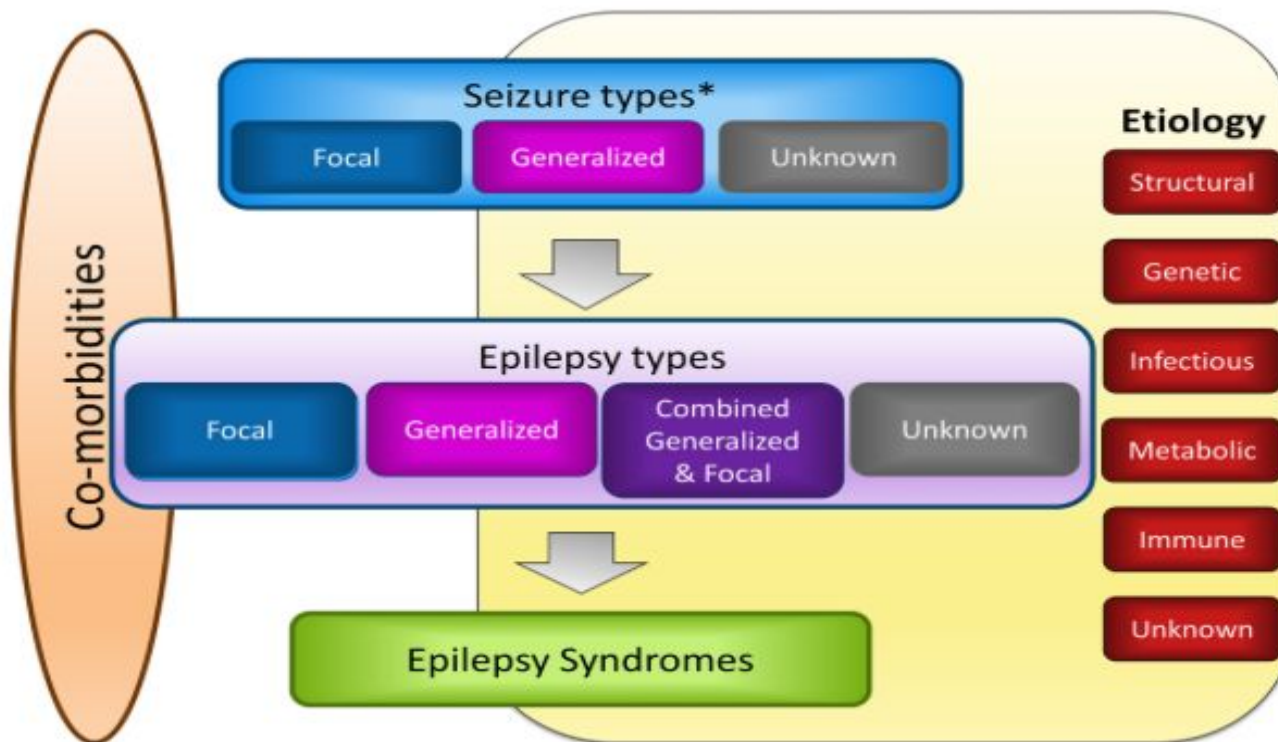 Co-morbidities
Seizure types*
Focal
Generalized
Unknown
Epilepsy types
Focal
Generalized
Combined
Generalized
& Focal
Unknown
Epilepsy Syndromes
Etiology
Structural
Genetic
Infectious
Metabolic
Immune
Unknown